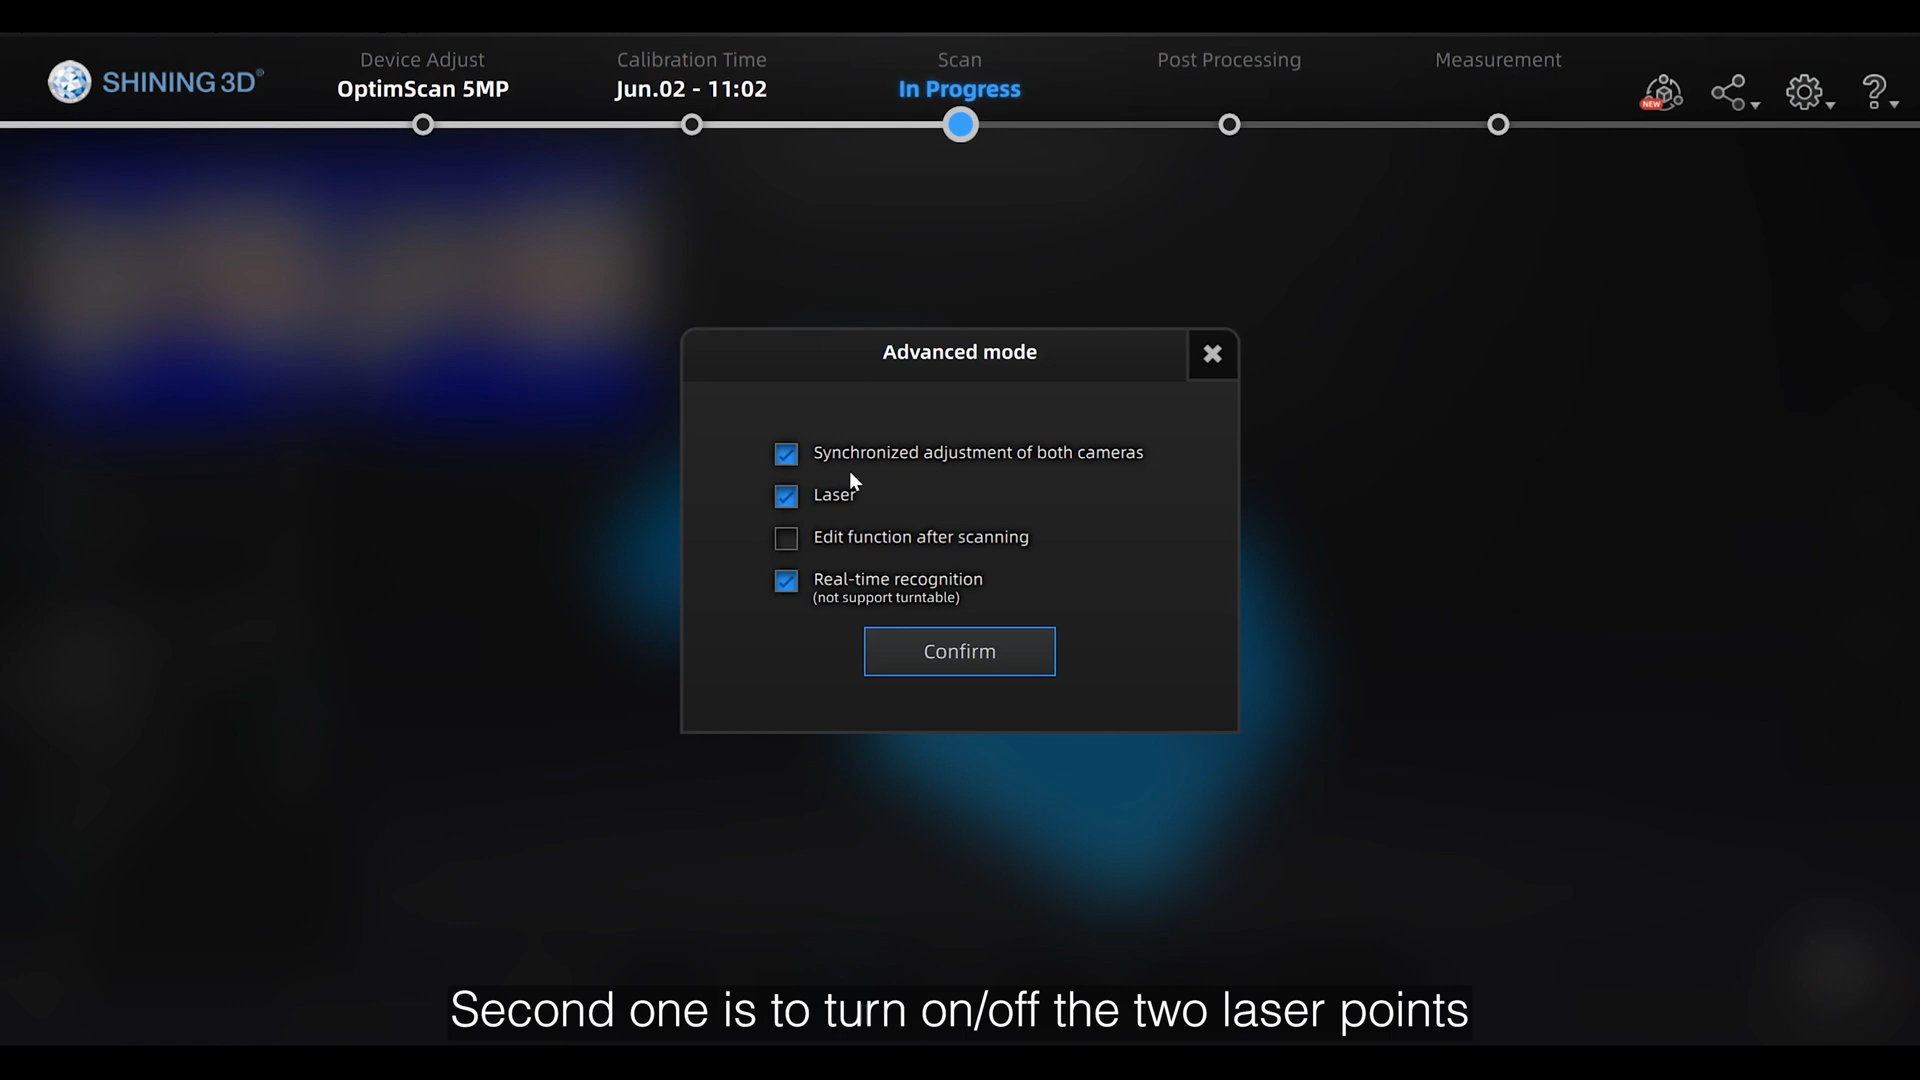 SHINING 3D®
Device Adjust
OptimScan 5MP
Calibration Time
Jun.02 - 11:02
Scan
In Progress
Post Processing
Measurement
NEW
?
Advanced mode
Synchronized adjustment of both cameras
Laser
Edit function after scanning
Real-time recognition
(not support turntable)
Confirm
Second one is to turn on/off the two laser points